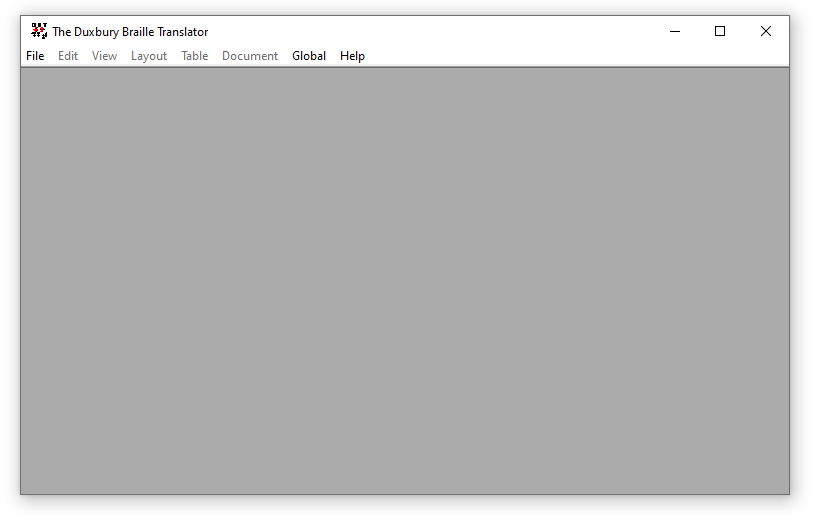 The Duxbury Braille Translator
File Edit View Layout Table Document Global Help